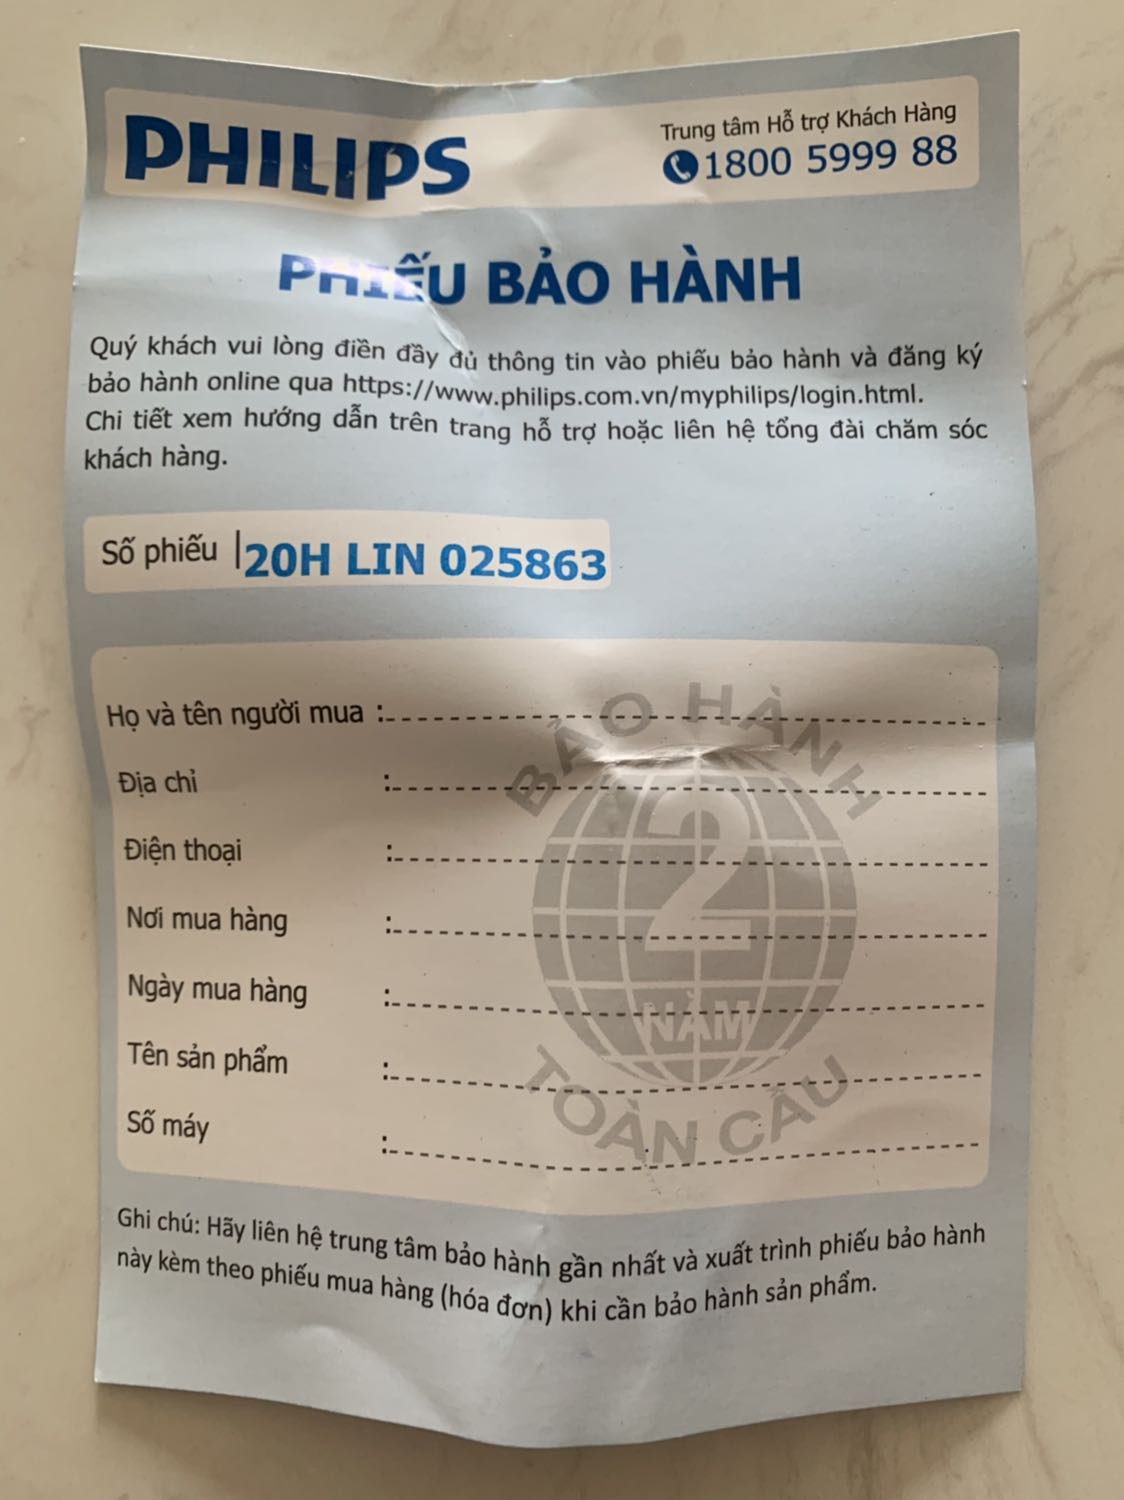 PHILIPS
Trung tâm Hỗ trợ Khách Hàng
1800 5999 88
PHIẾU BẢO HÀNH
Quý khách vui lòng điền đầy đủ thông tin vào phiếu bảo hành và đăng ký
bảo hành online qua https://www.philips.com.vn/myphilips/login.html.
Chi tiết xem hướng dẫn trên trang hỗ trợ hoặc liên hệ tổng đài chăm sóc
khách hàng.
Số phiếu | 20H LIN 025863
Họ và tên người mua :
Địa chỉ :
Điện thoại :
Nơi mua hàng :
Ngày mua hàng :
Tên sản phẩm :
Số máy :
BẢO HÀNH
2
NĂM
TOÀN CẦU
Ghi chú: Hãy liên hệ trung tâm bảo hành gần nhất và xuất trình phiếu bảo hành
này kèm theo phiếu mua hàng (hóa đơn) khi cần bảo hành sản phẩm.